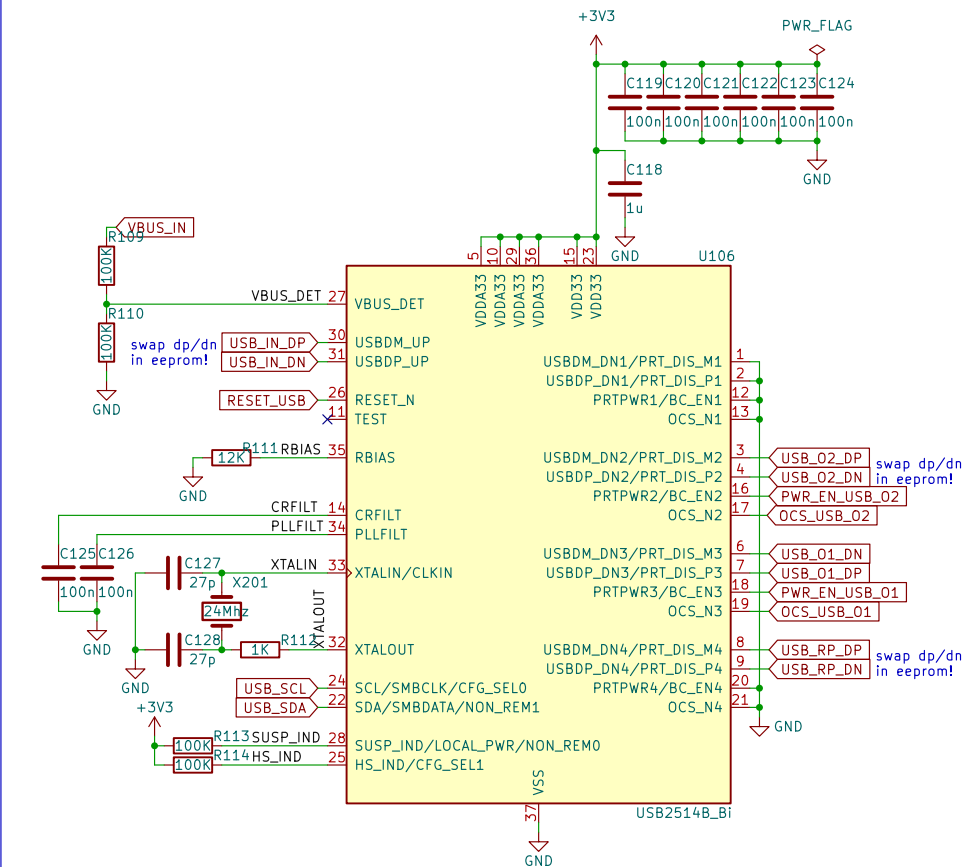 +3V3
PWR_FLAG
C119 C120 C121 C122 C123 C124
100n 100n 100n 100n 100n 100n
GND
C118
1u
GND
VBUS_IN
R109
100K
R110
100K
GND
U106
5 10 29 36 15 23
VDDA33 VDDA33 VDDA33 VDDA33 VDD33 VDD33
VBUS_DET 27 VBUS_DET
swap dp/dn
in eeprom!
USB_IN_DP 30 USBDM_UP
USB_IN_DN 31 USBDP_UP
RESET_USB 26 RESET_N
11 TEST
R111 RBIAS 35 RBIAS
12K
GND
CRFILT 14 CRFILT
PLLFILT 34 PLLFILT
C125 C126
100n 100n
GND
C127
27p
XTALIN 33 XTALIN/CLKIN
X201
24Mhz
C128
27p
R112
1K
XTALOUT
32 XTALOUT
GND
USB_SCL 24 SCL/SMBCLK/CFG_SEL0
USB_SDA 22 SDA/SMBDATA/NON_REM1
+3V3
R113 SUSP_IND 28 SUSP_IND/LOCAL_PWR/NON_REM0
100K
R114 HS_IND 25 HS_IND/CFG_SEL1
100K
USBDM_DN1/PRT_DIS_M1 1
USBDP_DN1/PRT_DIS_P1 2
PRTPWR1/BC_EN1 12
OCS_N1 13
USBDM_DN2/PRT_DIS_M2 3 USB_O2_DP
USBDP_DN2/PRT_DIS_P2 4 USB_O2_DN
swap dp/dn
in eeprom!
PRTPWR2/BC_EN2 16 PWR_EN_USB_O2
OCS_N2 17 OCS_USB_O2
USBDM_DN3/PRT_DIS_M3 6 USB_O1_DN
USBDP_DN3/PRT_DIS_P3 7 USB_O1_DP
PRTPWR3/BC_EN3 18 PWR_EN_USB_O1
OCS_N3 19 OCS_USB_O1
USBDM_DN4/PRT_DIS_M4 8 USB_RP_DP
USBDP_DN4/PRT_DIS_P4 9 USB_RP_DN
swap dp/dn
in eeprom!
PRTPWR4/BC_EN4 20
OCS_N4 21
GND
VSS
37
USB2514B_Bi
GND